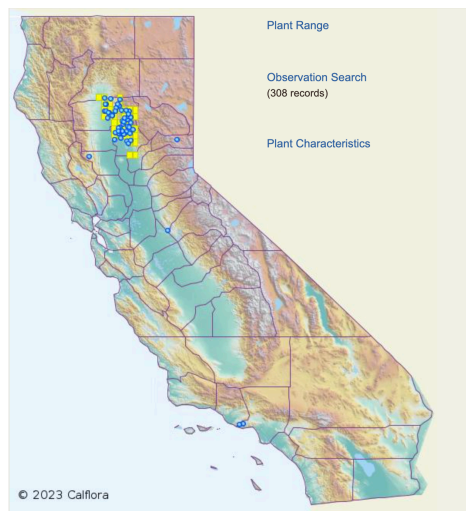 Plant Range
Observation Search
(308 records)
Plant Characteristics
© 2023 Calflora